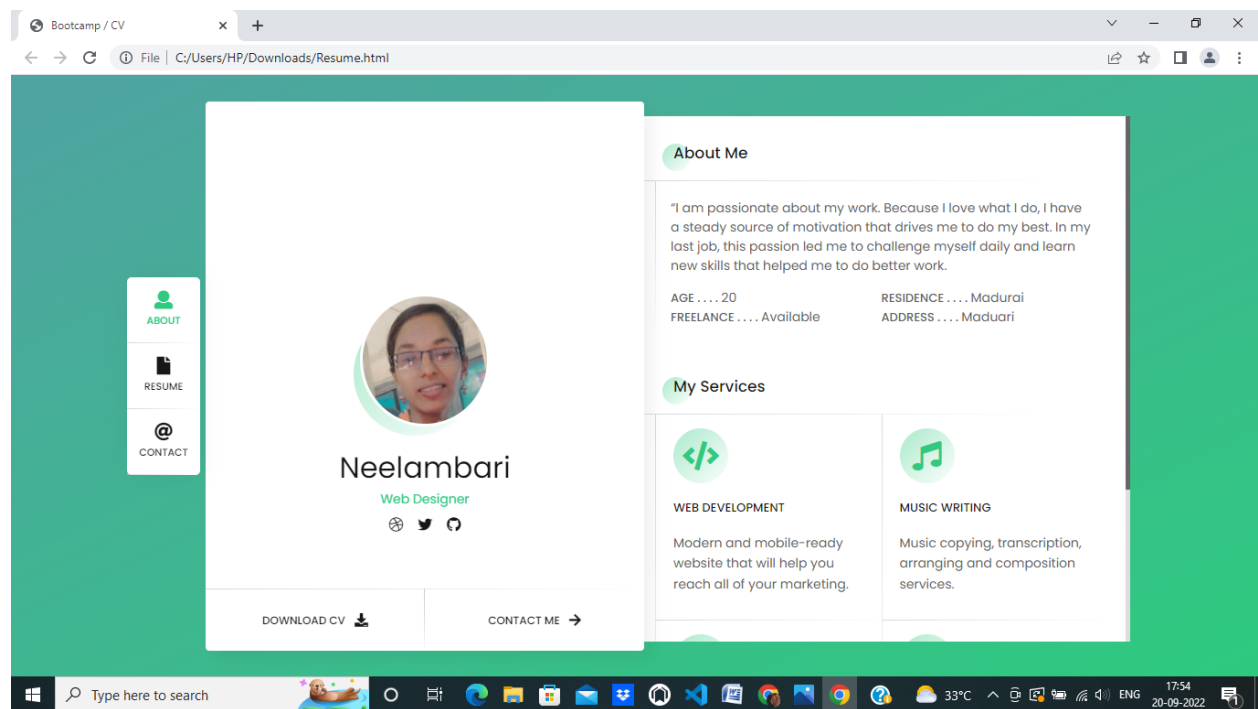 Bootcamp / CV
File
C:/Users/HP/Downloads/Resume.html
ABOUT
RESUME
@
CONTACT
Neelambari
Web Designer
DOWNLOAD CV
CONTACT ME
About Me
“I am passionate about my work. Because I love what I do, I have
a steady source of motivation that drives me to do my best. In my
last job, this passion led me to challenge myself daily and learn
new skills that helped me to do better work.
AGE . . . . 20
RESIDENCE . . . . Madurai
FREELANCE . . . . Available
ADDRESS . . . . Maduari
My Services
</>
WEB DEVELOPMENT
Modern and mobile-ready
website that will help you
reach all of your marketing.
MUSIC WRITING
Music copying, transcription,
arranging and composition
services.
Type here to search
33°C
ENG
17:54
20-09-2022
1